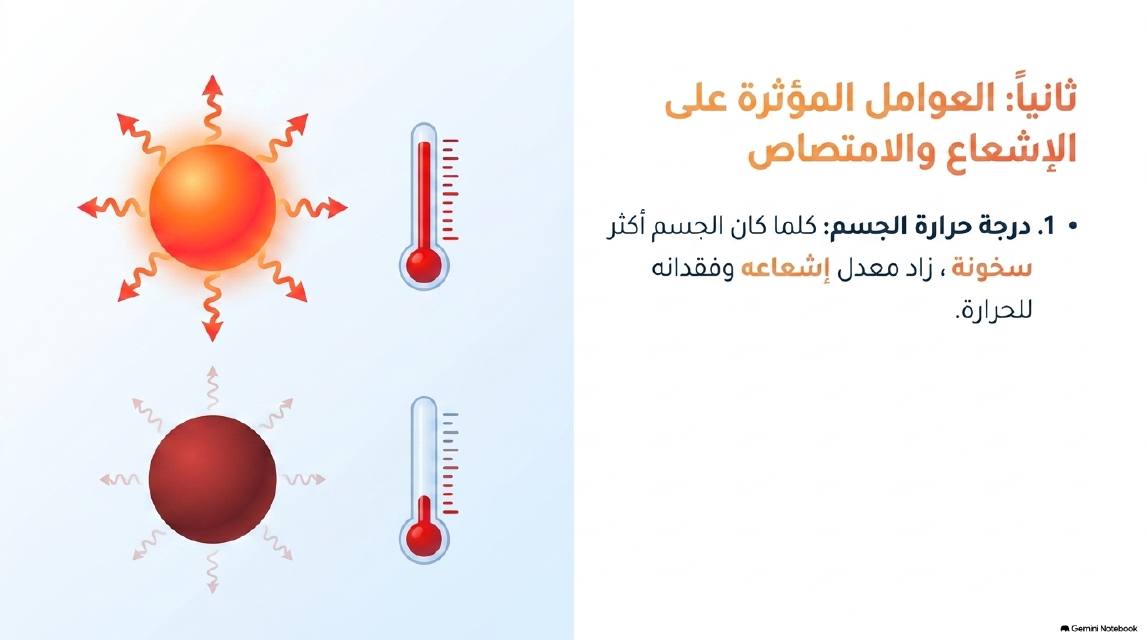 ثانياً: العوامل المؤثرة على
الإشعاع والامتصاص
• 1. درجة حرارة الجسم: كلما كان الجسم أكثر
سخونة، زاد معدل إشعاعه وفقدانه
للحرارة.
Gemini Notebook